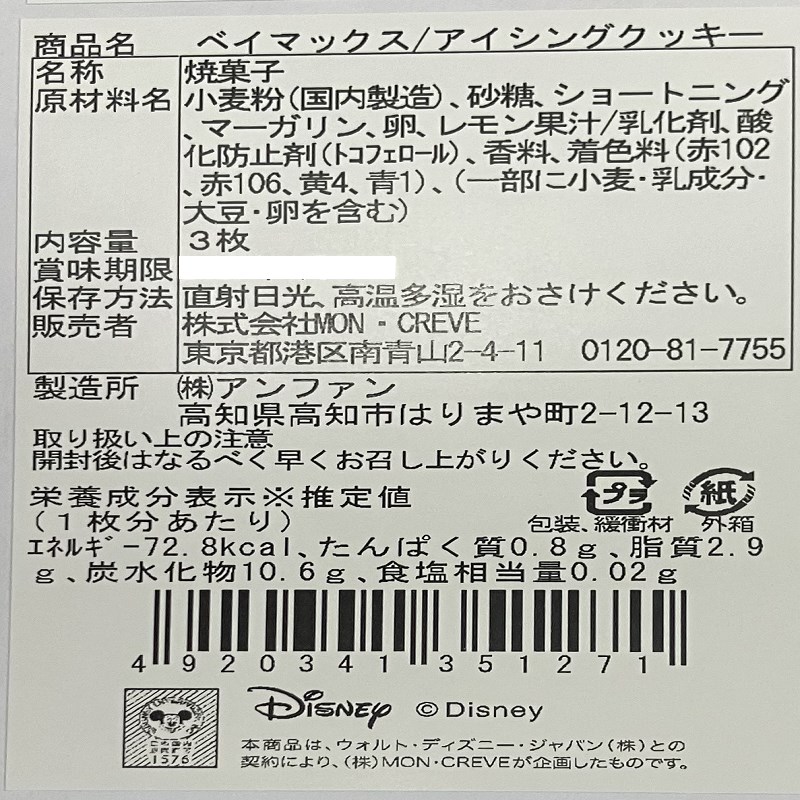 商品名 ベイマックス/アイシングクッキー
名称 焼菓子
原材料名 小麦粉(国内製造)、砂糖、ショートニング
、マーガリン、卵、レモン果汁/乳化剤、酸
化防止剤(トコフェロール)、香料、着色料(赤102
、赤106、黄4、青1)、(一部に小麦・乳成分・
大豆・卵を含む)
内容量 3枚
賞味期限
保存方法 直射日光、高温多湿をおさけください。
販売者 株式会社MON・CREVE
東京都港区南青山2-4-11 0120-81-7755
製造所 ㈱アンファン
高知県高知市はりまや町2-12-13
取り扱い上の注意
開封後はなるべく早くお召し上がりください。
栄養成分表示※推定値
(1枚分あたり)
プラ 紙
包装、緩衝材 外箱
エネルギー72.8kcal、たんぱく質0.8g、脂質2.9
g、炭水化物10.6g、食塩相当量0.02g
4920341351271
1576
Disney ©Disney
本商品は、ウォルト・ディズニー・ジャパン(株)との
契約により、(株)MON・CREVEが企画したものです。